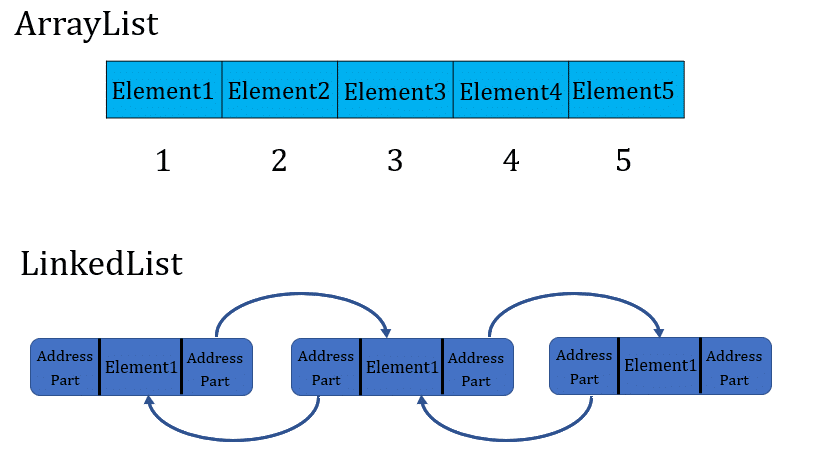 ArrayList
Element1 Element2 Element3 Element4 Element5
1 2 3 4 5
LinkedList
Address Part Element1 Address Part
Address Part Element1 Address Part
Address Part Element1 Address Part